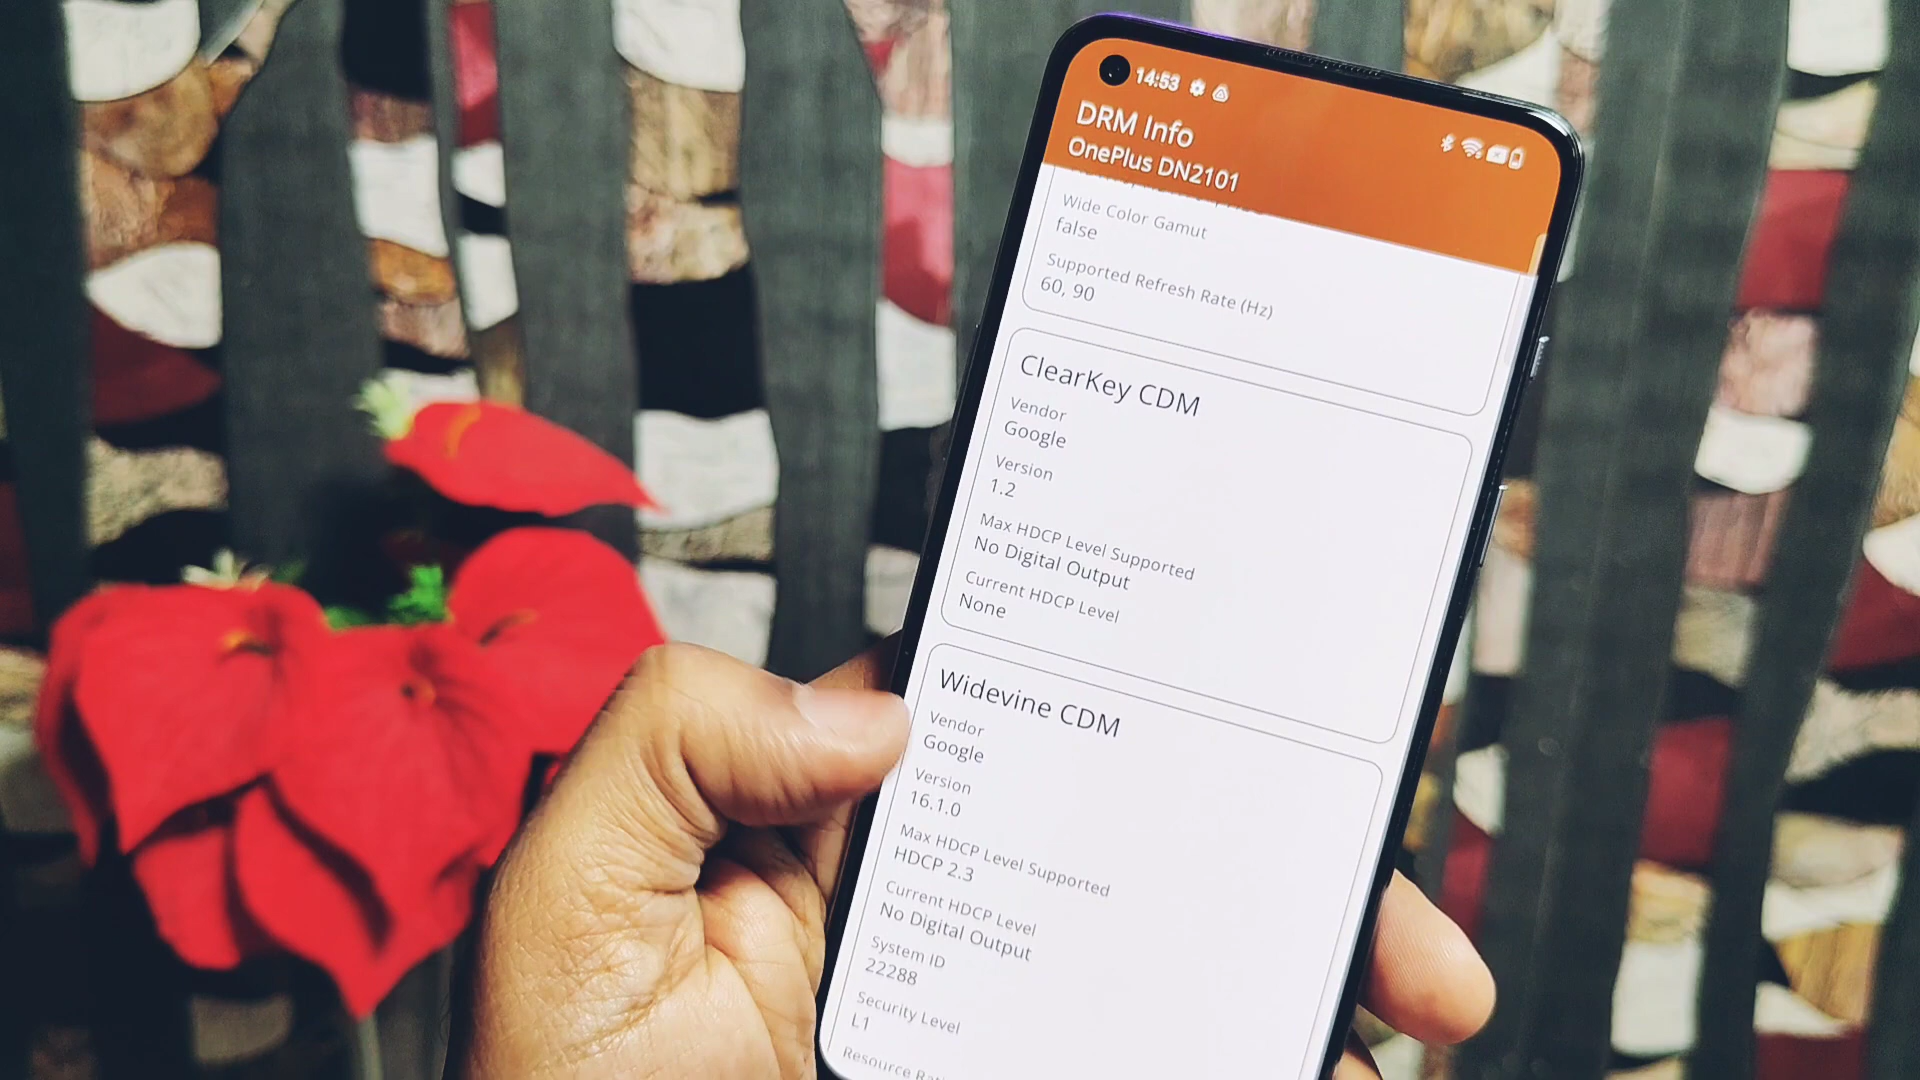 14:53
DRM Info
OnePlus DN2101
Wide Color Gamut
false
Supported Refresh Rate (Hz)
60, 90
ClearKey CDM
Vendor
Google
Version
1.2
Max HDCP Level Supported
No Digital Output
Current HDCP Level
None
Widevine CDM
Vendor
Google
Version
16.1.0
Max HDCP Level Supported
HDCP 2.3
Current HDCP Level
No Digital Output
System ID
22288
Security Level
L1
Resource